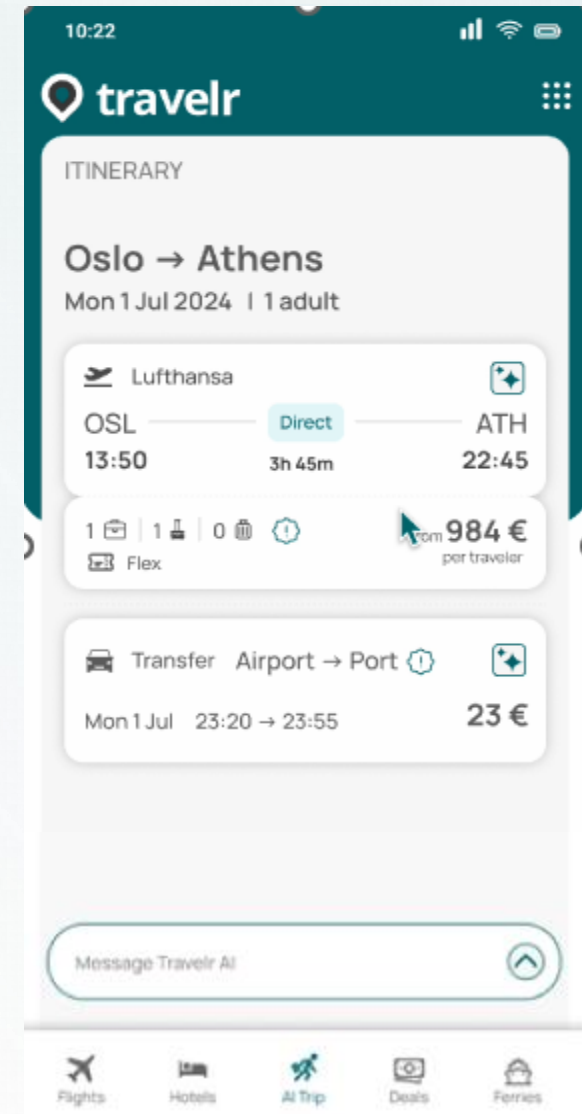 10:22
travelr
ITINERARY
Oslo → Athens
Mon 1 Jul 2024 | 1 adult
Lufthansa
OSL Direct ATH
13:50 3h 45m 22:45
1 1 0 984 €
Flex per traveler
Transfer Airport → Port
Mon 1 Jul 23:20 → 23:55 23 €
Message Travelr AI
Flights Hotels AI Trip Deals Ferries